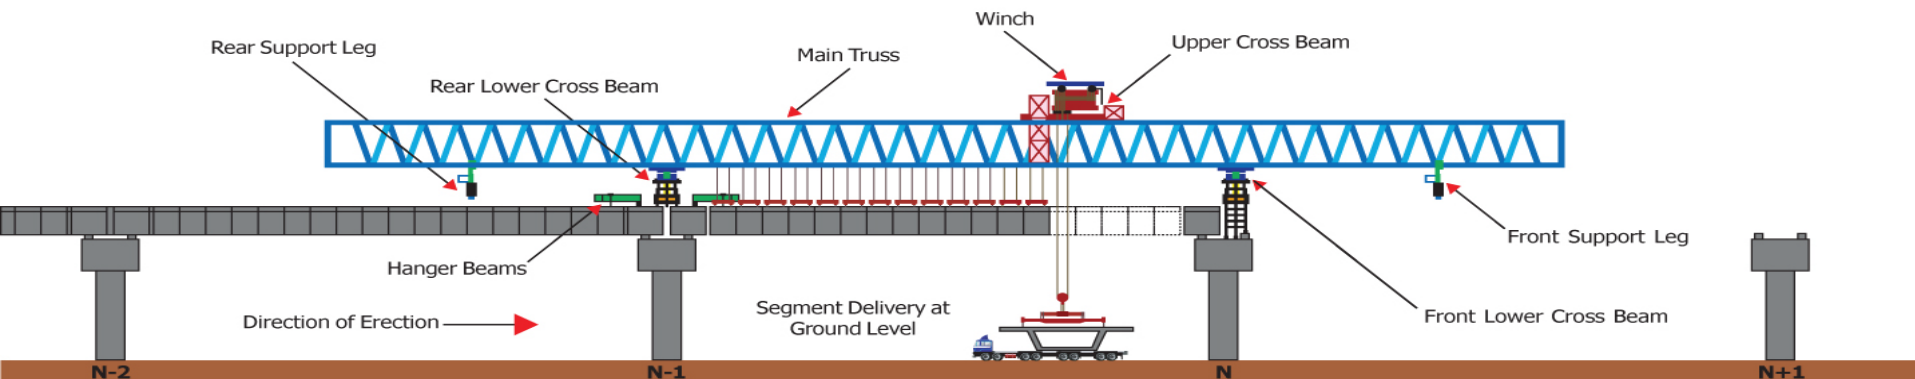 Winch
Rear Support Leg
Upper Cross Beam
Main Truss
Rear Lower Cross Beam
Front Support Leg
Hanger Beams
Segment Delivery at
Ground Level
Direction of Erection
Front Lower Cross Beam
N-2
N-1
N
N+1